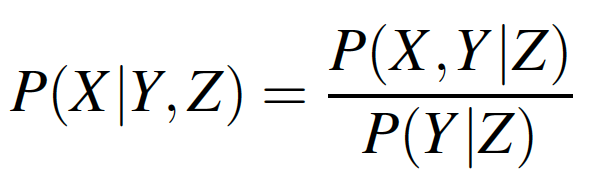 P(X|Y,Z) = P(X,Y|Z) / P(Y|Z)